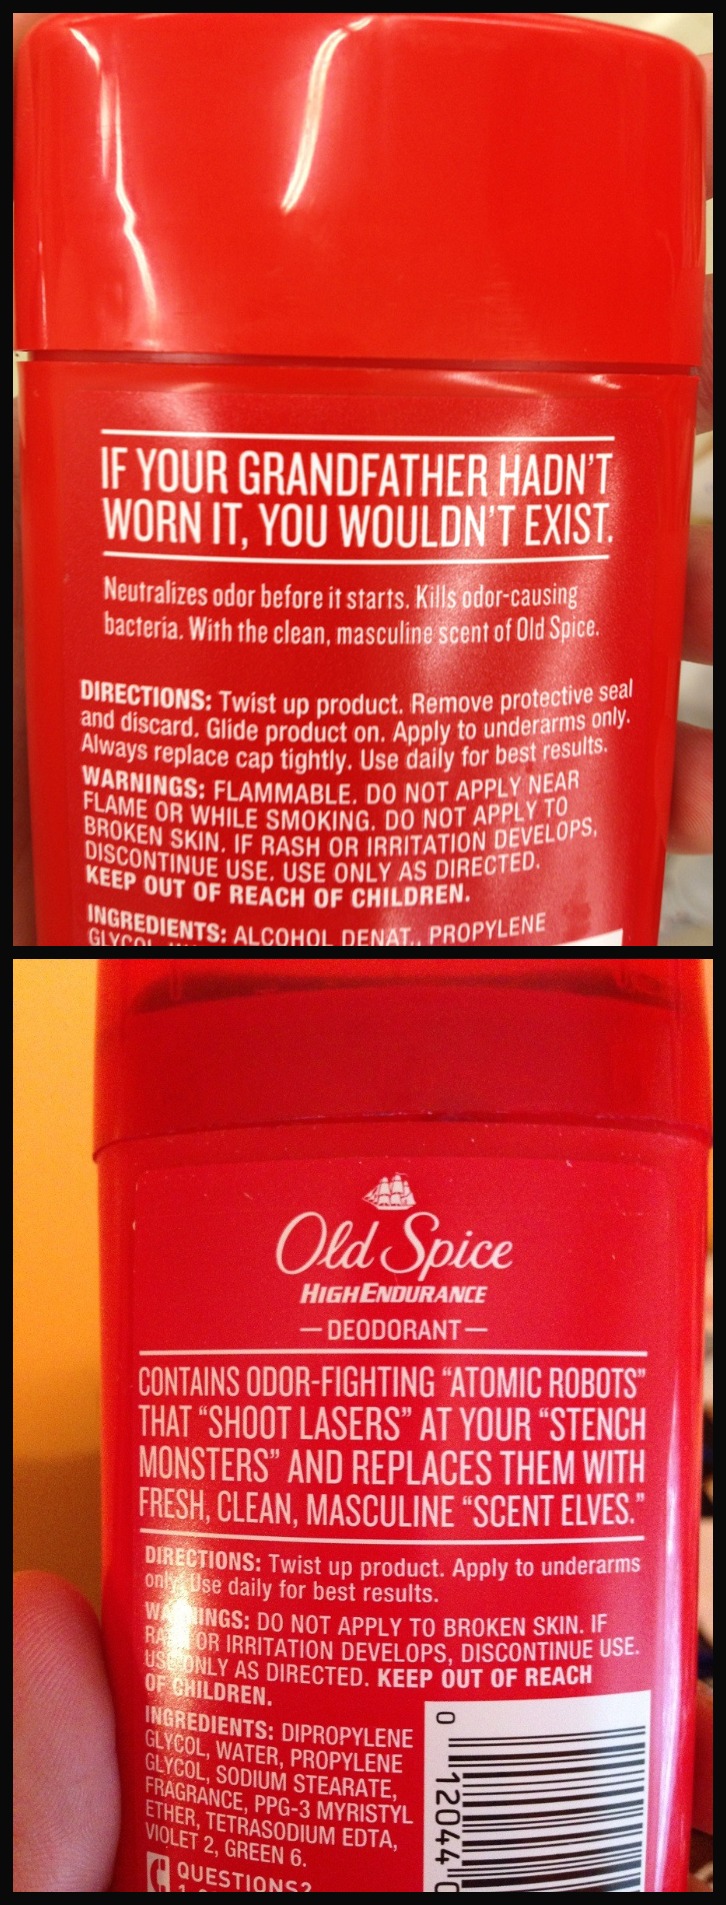 IF YOUR GRANDFATHER HADN'T
WORN IT, YOU WOULDN'T EXIST.
Neutralizes odor before it starts. Kills odor-causing
bacteria. With the clean, masculine scent of Old Spice.
DIRECTIONS: Twist up product. Remove protective seal
and discard. Glide product on. Apply to underarms only.
Always replace cap tightly. Use daily for best results.
WARNINGS: FLAMMABLE. DO NOT APPLY NEAR
FLAME OR WHILE SMOKING. DO NOT APPLY TO
BROKEN SKIN. IF RASH OR IRRITATION DEVELOPS,
DISCONTINUE USE. USE ONLY AS DIRECTED.
KEEP OUT OF REACH OF CHILDREN.
INGREDIENTS: ALCOHOL DENAT., PROPYLENE
GLYCOL,
Old Spice
HIGH ENDURANCE
— DEODORANT —
CONTAINS ODOR-FIGHTING “ATOMIC ROBOTS”
THAT “SHOOT LASERS” AT YOUR “STENCH
MONSTERS” AND REPLACES THEM WITH
FRESH, CLEAN, MASCULINE “SCENT ELVES.”
DIRECTIONS: Twist up product. Apply to underarms
only. Use daily for best results.
WARNINGS: DO NOT APPLY TO BROKEN SKIN. IF
RASH OR IRRITATION DEVELOPS, DISCONTINUE USE.
USE ONLY AS DIRECTED. KEEP OUT OF REACH
OF CHILDREN.
INGREDIENTS: DIPROPYLENE
GLYCOL, WATER, PROPYLENE
GLYCOL, SODIUM STEARATE,
FRAGRANCE, PPG-3 MYRISTYL
ETHER, TETRASODIUM EDTA,
VIOLET 2, GREEN 6.
QUESTIONS?
0 12044 0